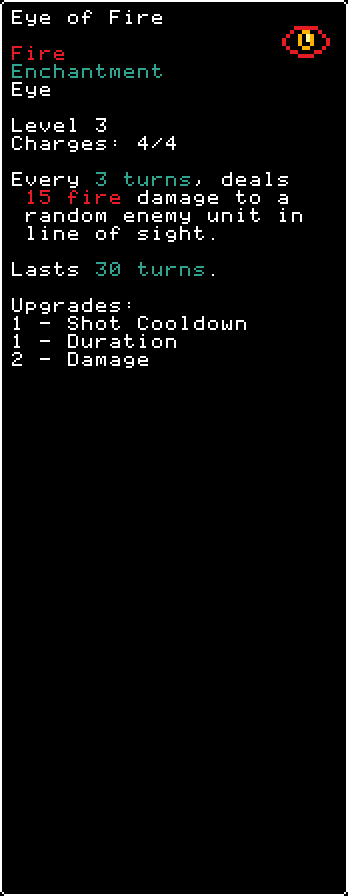 Eye of Fire
Fire
Enchantment
Eye
Level 3
Charges: 4/4
Every 3 turns, deals
15 fire damage to a
random enemy unit in
line of sight.
Lasts 30 turns.
Upgrades:
1 - Shot Cooldown
1 - Duration
2 - Damage